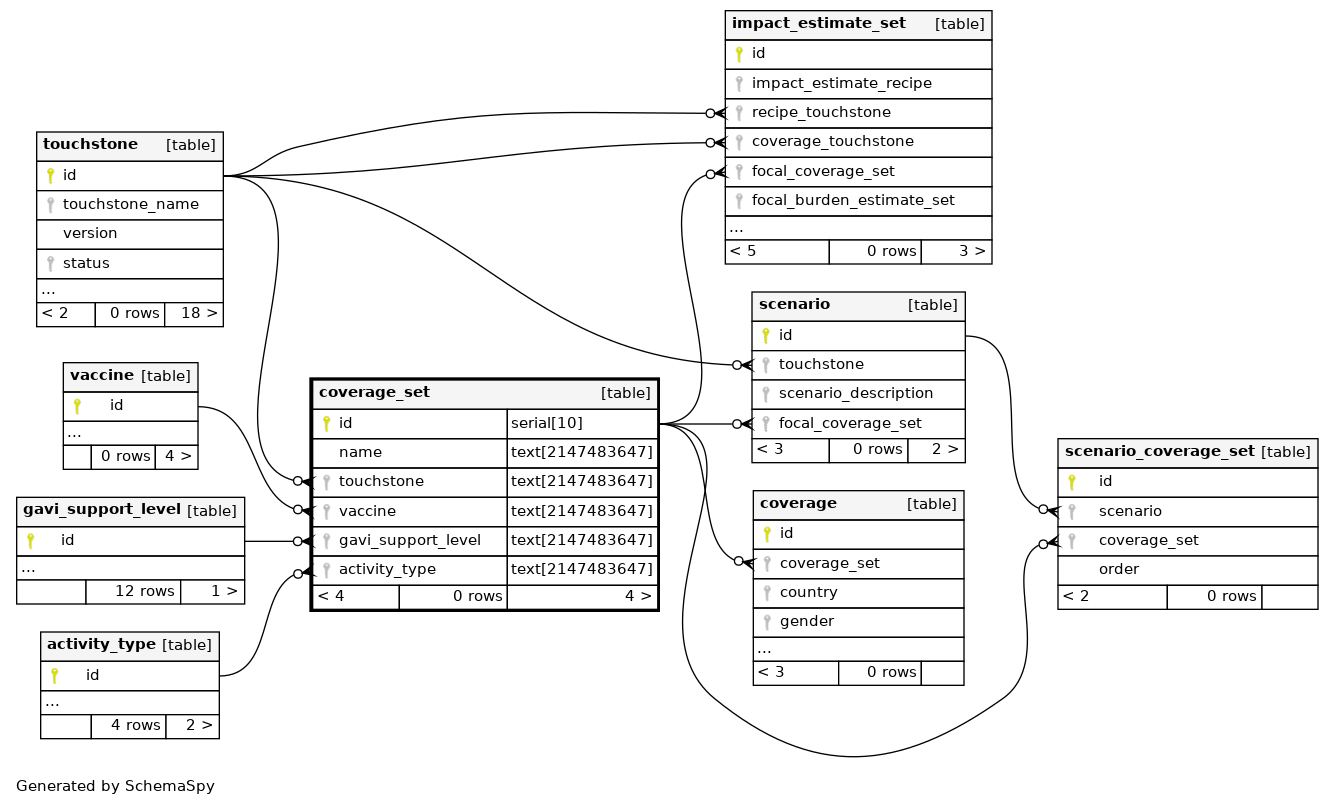 impact_estimate_set [table]
id
impact_estimate_recipe
recipe_touchstone
coverage_touchstone
focal_coverage_set
focal_burden_estimate_set
...
< 5 0 rows 3 >
touchstone [table]
id
touchstone_name
version
status
...
< 2 0 rows 18 >
scenario [table]
id
touchstone
scenario_description
focal_coverage_set
< 3 0 rows 2 >
vaccine [table]
id
...
0 rows 4 >
coverage_set [table]
id serial[10]
name text[2147483647]
touchstone text[2147483647]
vaccine text[2147483647]
gavi_support_level text[2147483647]
activity_type text[2147483647]
< 4 0 rows 4 >
scenario_coverage_set [table]
id
scenario
coverage_set
order
< 2 0 rows
gavi_support_level [table]
id
...
12 rows 1 >
coverage [table]
id
coverage_set
country
gender
...
< 3 0 rows
activity_type [table]
id
...
4 rows 2 >
Generated by SchemaSpy